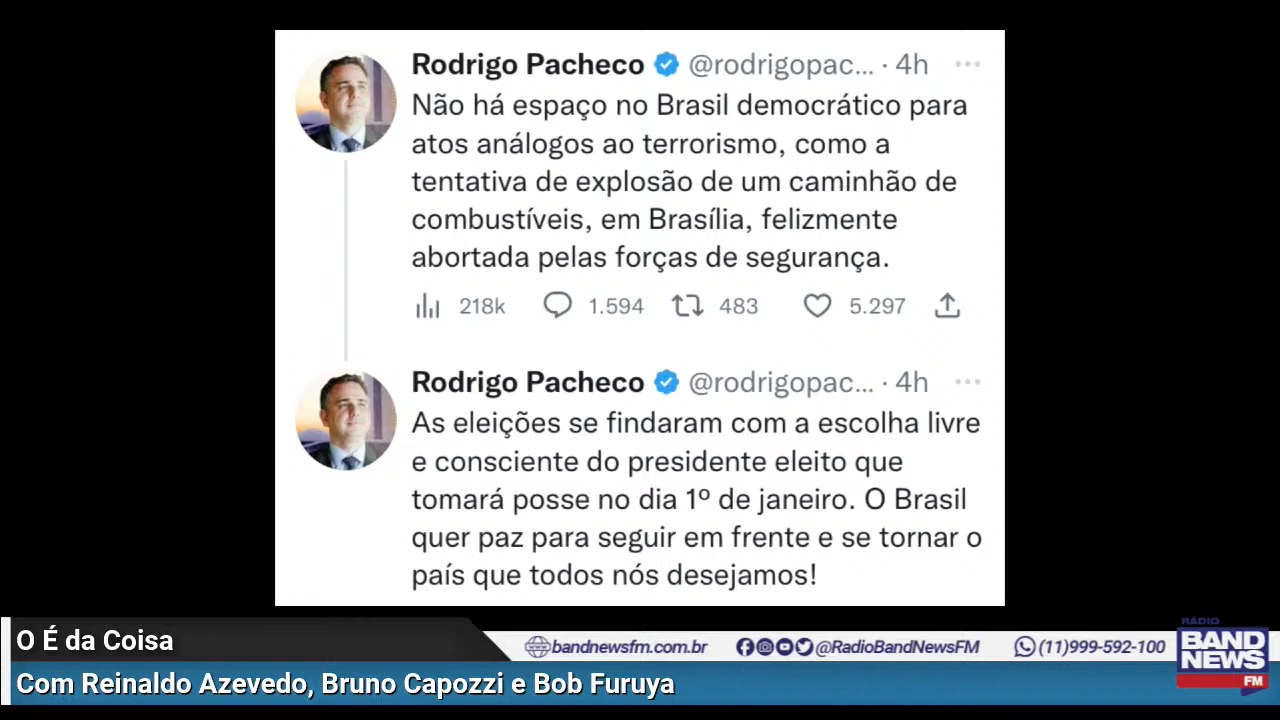 Rodrigo Pacheco @rodrigopac... · 4h ...
Não há espaço no Brasil democrático para
atos análogos ao terrorismo, como a
tentativa de explosão de um caminhão de
combustíveis, em Brasília, felizmente
abortada pelas forças de segurança.
218k 1.594 483 5.297
Rodrigo Pacheco @rodrigopac... · 4h ...
As eleições se findaram com a escolha livre
e consciente do presidente eleito que
tomará posse no dia 1º de janeiro. O Brasil
quer paz para seguir em frente e se tornar o
país que todos nós desejamos!
O É da Coisa
bandnewsfm.com.br @RadioBandNewsFM (11)999-592-100
Com Reinaldo Azevedo, Bruno Capozzi e Bob Furuya
RÁDIO
BAND
NEWS
FM